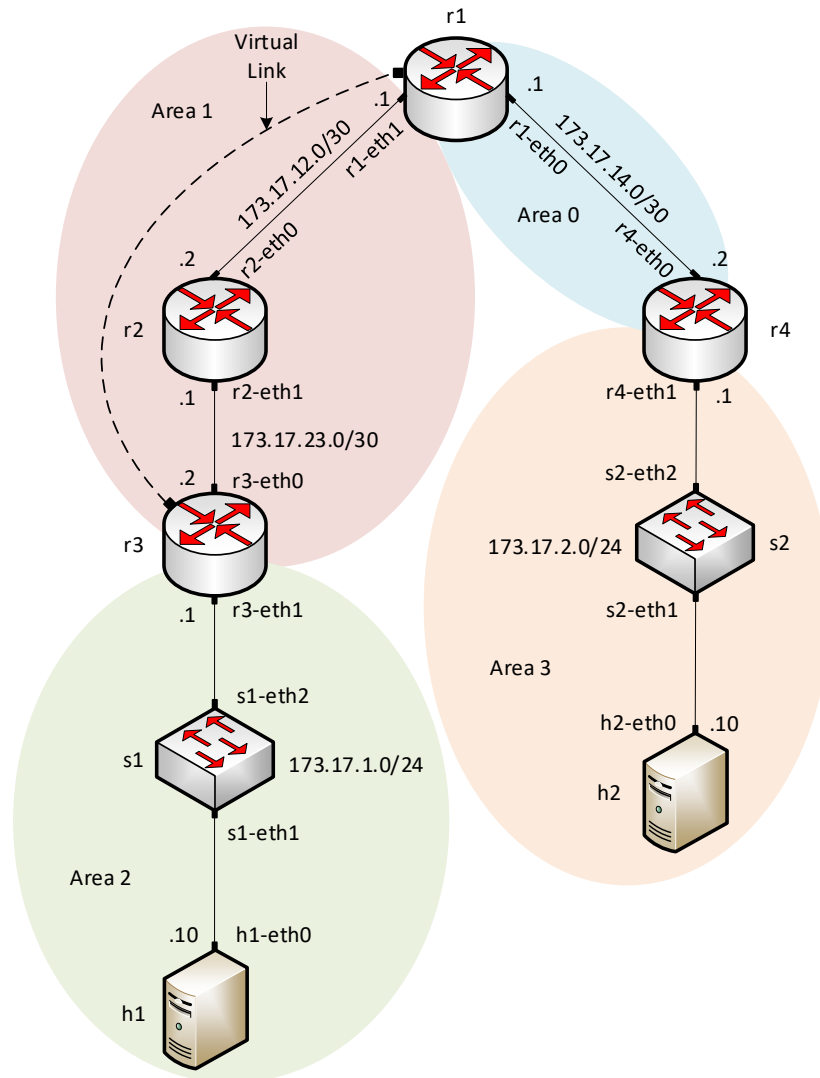 r1
Virtual
Link
Area 1
.1
.1
173.17.12.0/30
r1-eth1
r1-eth0
173.17.14.0/30
Area 0
r4-eth0
.2
.2
r2-eth0
r2
r4
.1
r2-eth1
r4-eth1
.1
173.17.23.0/30
.2
r3-eth0
s2-eth2
r3
173.17.2.0/24
s2
.1
r3-eth1
s2-eth1
Area 3
s1-eth2
h2-eth0
.10
s1
173.17.1.0/24
h2
s1-eth1
Area 2
.10
h1-eth0
h1